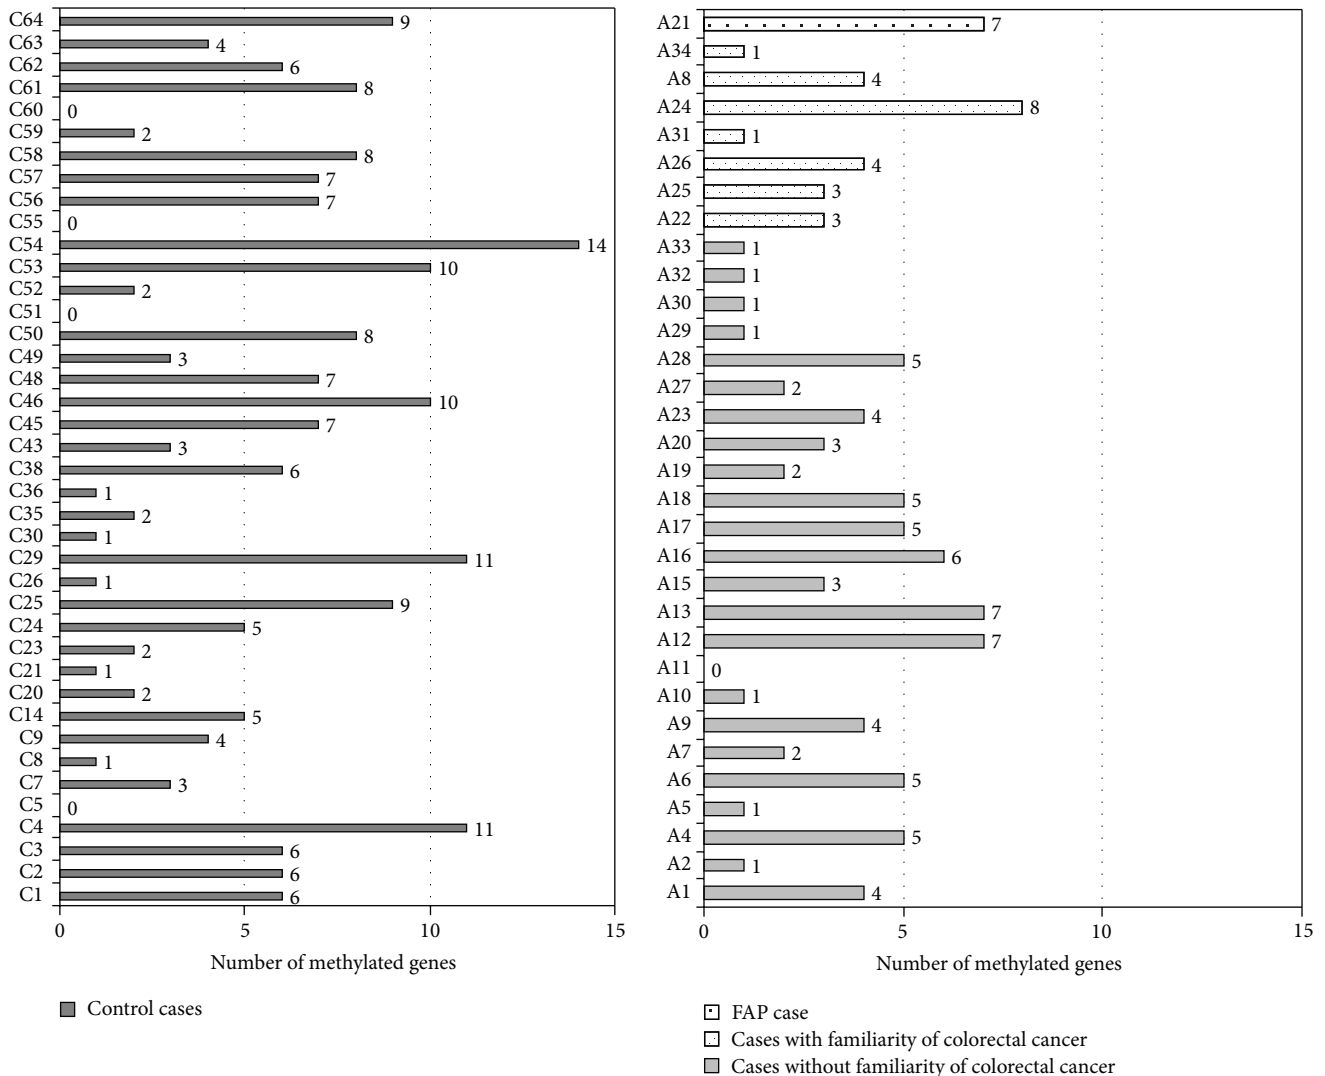 C64 9
C63 4
C62 6
C61 8
C60 0
C59 2
C58 8
C57 7
C56 7
C55 0
C54 14
C53 10
C52 2
C51 0
C50 8
C49 3
C48 7
C46 10
C45 7
C43 3
C38 6
C36 1
C35 2
C30 1
C29 11
C26 1
C25 9
C24 5
C23 2
C21 1
C20 2
C14 5
C9 4
C8 1
C7 3
C5 0
C4 11
C3 6
C2 6
C1 6
0 5 10 15
Number of methylated genes
Control cases
A21 7
A34 1
A8 4
A24 8
A31 1
A26 4
A25 3
A22 3
A33 1
A32 1
A30 1
A29 1
A28 5
A27 2
A23 4
A20 3
A19 2
A18 5
A17 5
A16 6
A15 3
A13 7
A12 7
A11 0
A10 1
A9 4
A7 2
A6 5
A5 1
A4 5
A2 1
A1 4
0 5 10 15
Number of methylated genes
FAP case
Cases with familiarity of colorectal cancer
Cases without familiarity of colorectal cancer